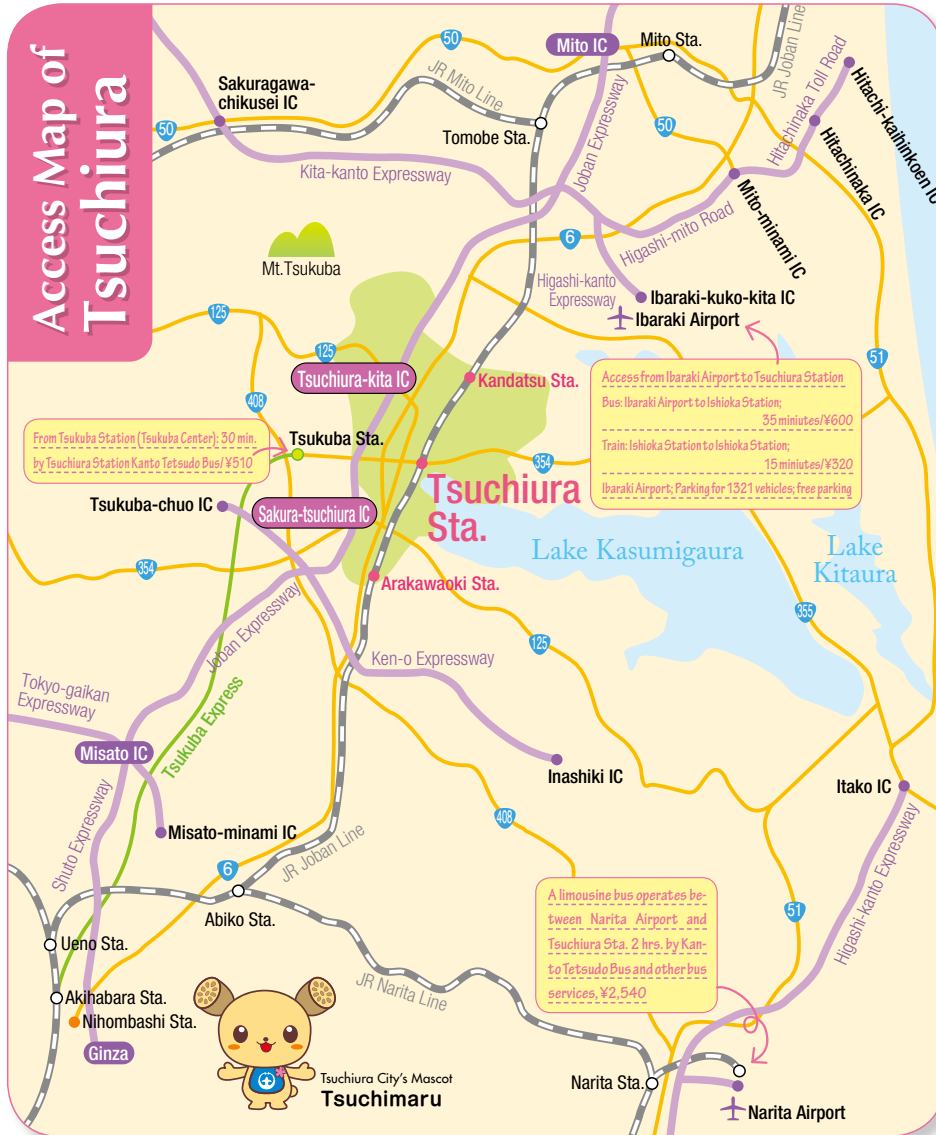 Access Map of
Tsuchiura
50
Mito IC
Mito Sta.
JR Joban Line
Sakuragawa-
chikusei IC
JR Mito Line
Hitachinaka Toll Road
Hitachi-kaihinkoen IC
50
Tomobe Sta.
50
Joban Expressway
Hitachinaka IC
Kita-kanto Expressway
Mito-minami IC
Higashi-mito Road
6
Mt.Tsukuba
Higashi-kanto
Expressway
Ibaraki-kuko-kita IC
Ibaraki Airport
125
125
51
Tsuchiura-kita IC
Kandatsu Sta.
Access from Ibaraki Airport to Tsuchiura Station
Bus: Ibaraki Airport to Ishioka Station;
35 miniutes/¥600
Train: Ishioka Station to Ishioka Station;
15 miniutes/¥320
Ibaraki Airport; Parking for 1321 vehicles; free parking
408
From Tsukuba Station (Tsukuba Center): 30 min.
by Tsuchiura Station Kanto Tetsudo Bus/ ¥510
Tsukuba Sta.
354
Tsuchiura
Sta.
Tsukuba-chuo IC
Sakura-tsuchiura IC
Lake Kasumigaura
Lake
Kitaura
354
Arakawaoki Sta.
355
Joban Expressway
125
Ken-o Expressway
Tokyo-gaikan
Expressway
Tsukuba Express
Misato IC
Inashiki IC
Itako IC
Shuto Expressway
Misato-minami IC
408
JR Joban Line
6
Higashi-kanto Expressway
Abiko Sta.
51
A limousine bus operates be-
tween Narita Airport and
Tsuchiura Sta. 2 hrs. by Kan-
to Tetsudo Bus and other bus
services, ¥2,540
Ueno Sta.
JR Narita Line
Akihabara Sta.
Nihombashi Sta.
Ginza
Tsuchiura City's Mascot
Tsuchimaru
Narita Sta.
Narita Airport